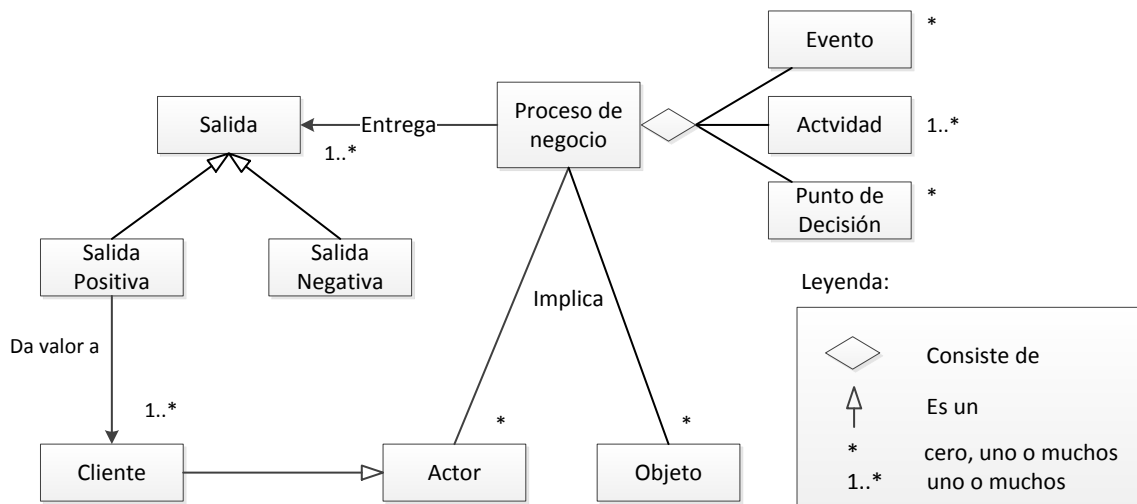 Evento
*
Proceso de
negocio
Salida
Entrega
1..*
Actvidad
1..*
Punto de
Decisión
*
Salida
Positiva
Salida
Negativa
Leyenda:
Implica
Da valor a
Consiste de
Es un
1..*
*
*
* cero, uno o muchos
1..* uno o muchos
Cliente
Actor
Objeto